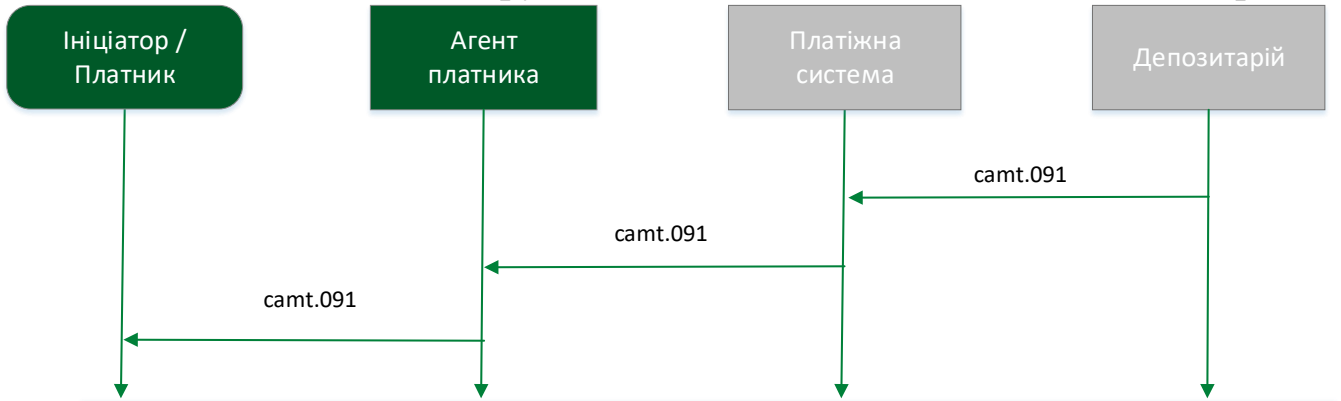 Ініціатор /
Платник
Агент
платника
Платіжна
система
Депозитарій
camt.091
camt.091
camt.091